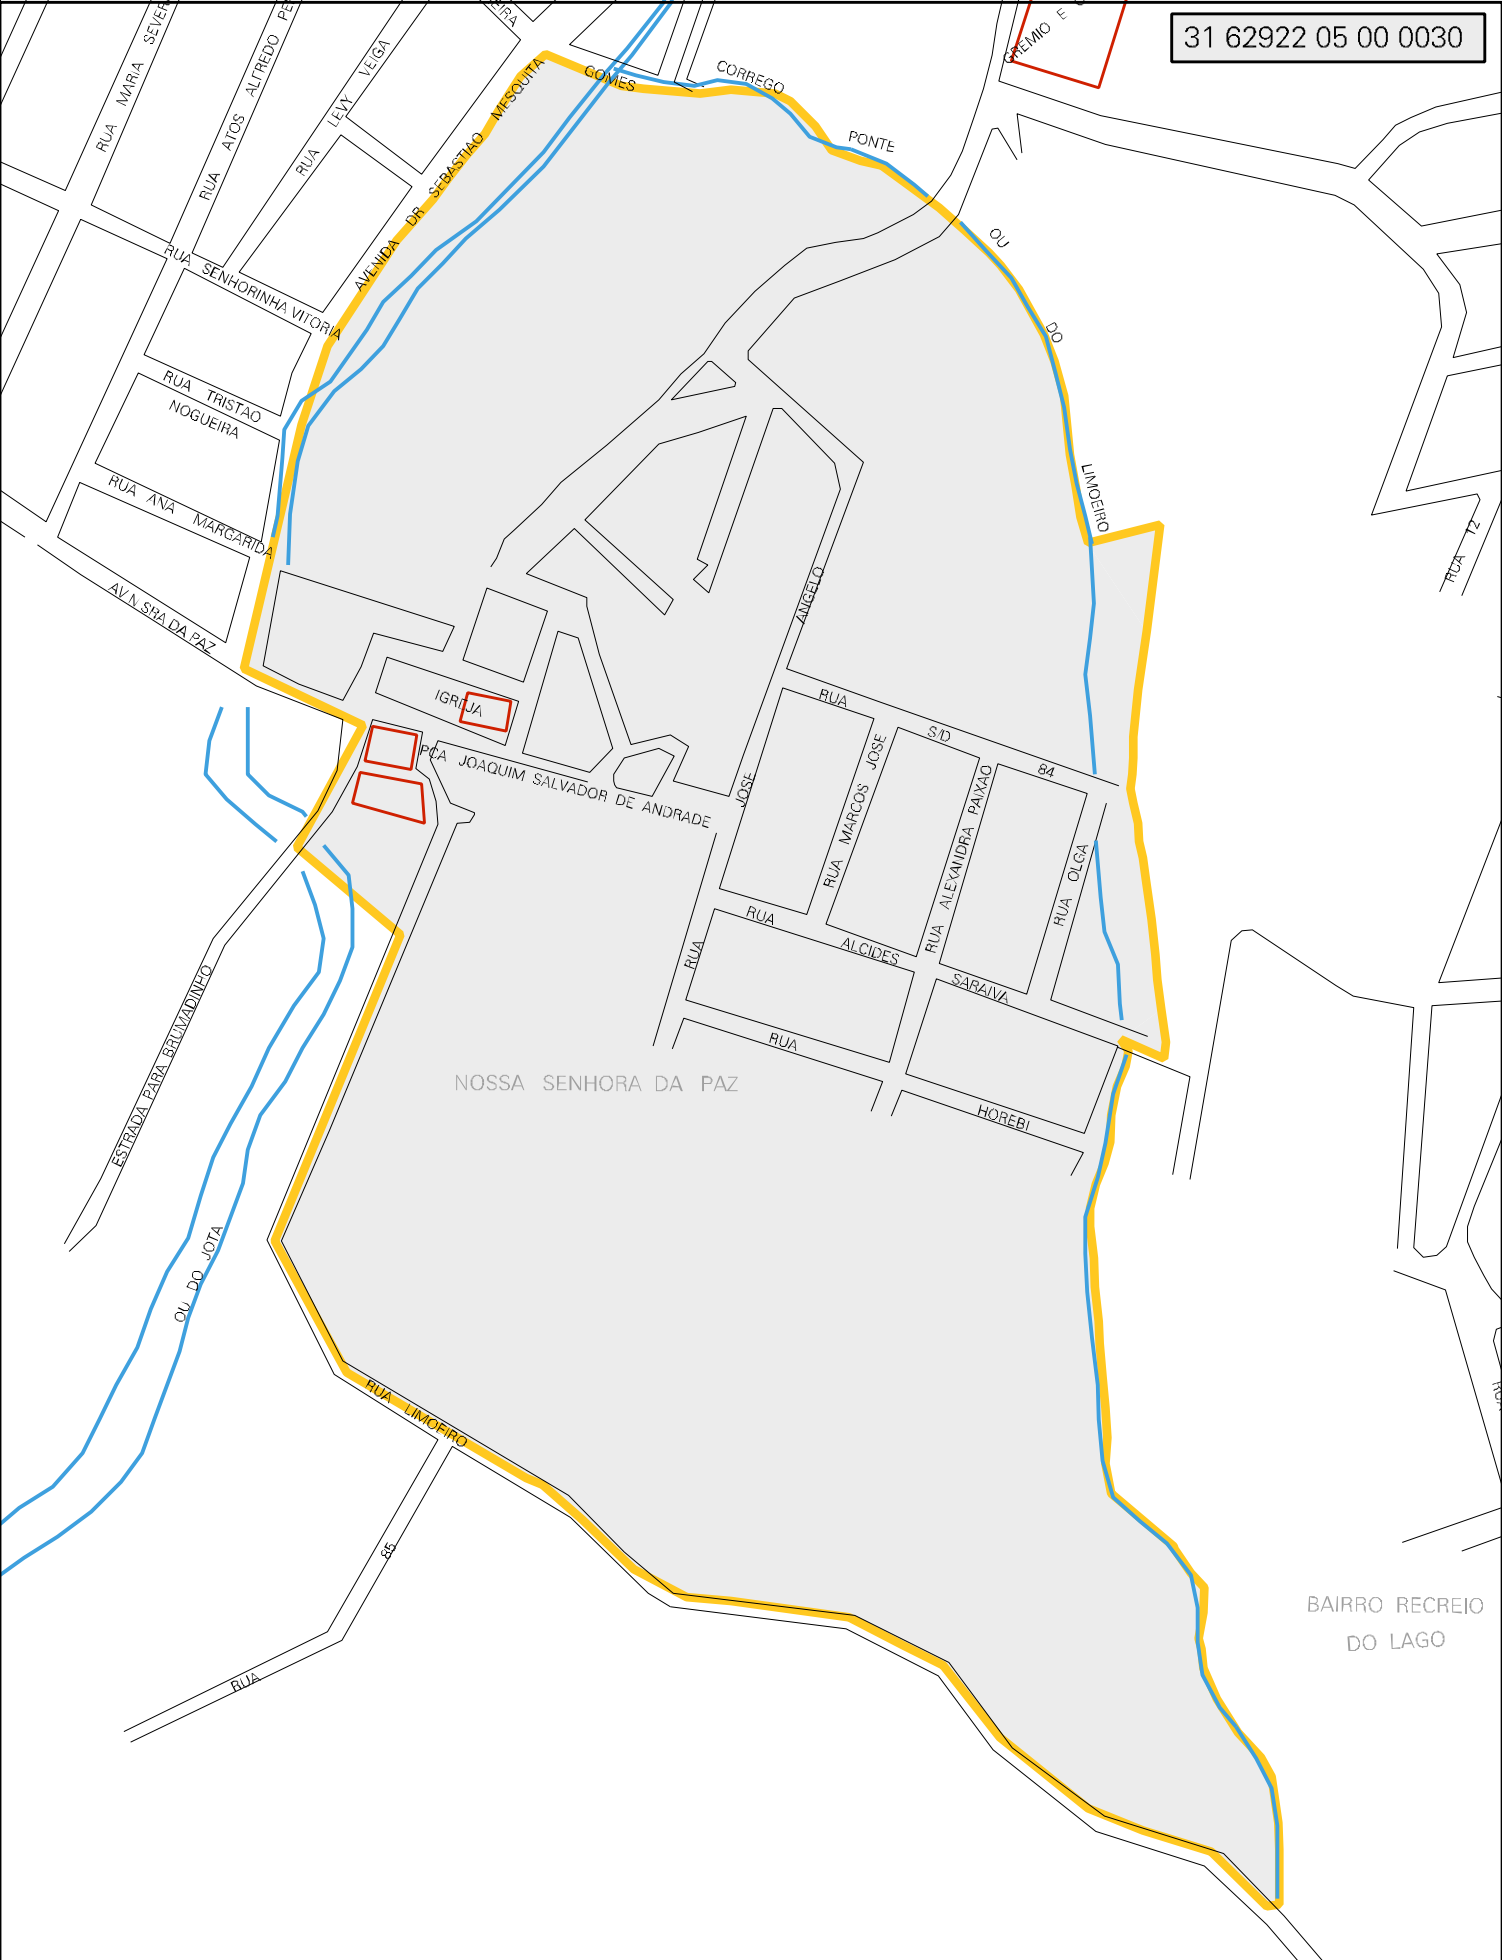 31 62922 05 00 0030
GREMIO E
EIRA
RUA MARIA SEVER
RUA ATOS ALFREDO PE
RUA LEVY VEIGA
AVENIDA DR SEBASTIAO MESQUITA
GOMES
CORREGO
PONTE
OU
DO
LIMOEIRO
RUA SENHORINHA VITORIA
RUA TRISTAO
NOGUEIRA
RUA ANA MARGARIDA
AV N SRA DA PAZ
RUA 12
IGREJA
PCA JOAQUIM SALVADOR DE ANDRADE
RUA JOSE ANGELO
RUA S/D 84
RUA MARCOS JOSE
RUA ALEXANDRA PAIXAO
RUA OLGA
RUA ALCIDES SARAIVA
RUA HOREBI
NOSSA SENHORA DA PAZ
ESTRADA PARA BRUMADINHO
OU DO JOTA
RUA LIMOEIRO
RUA 85
RUA
BAIRRO RECREIO
DO LAGO